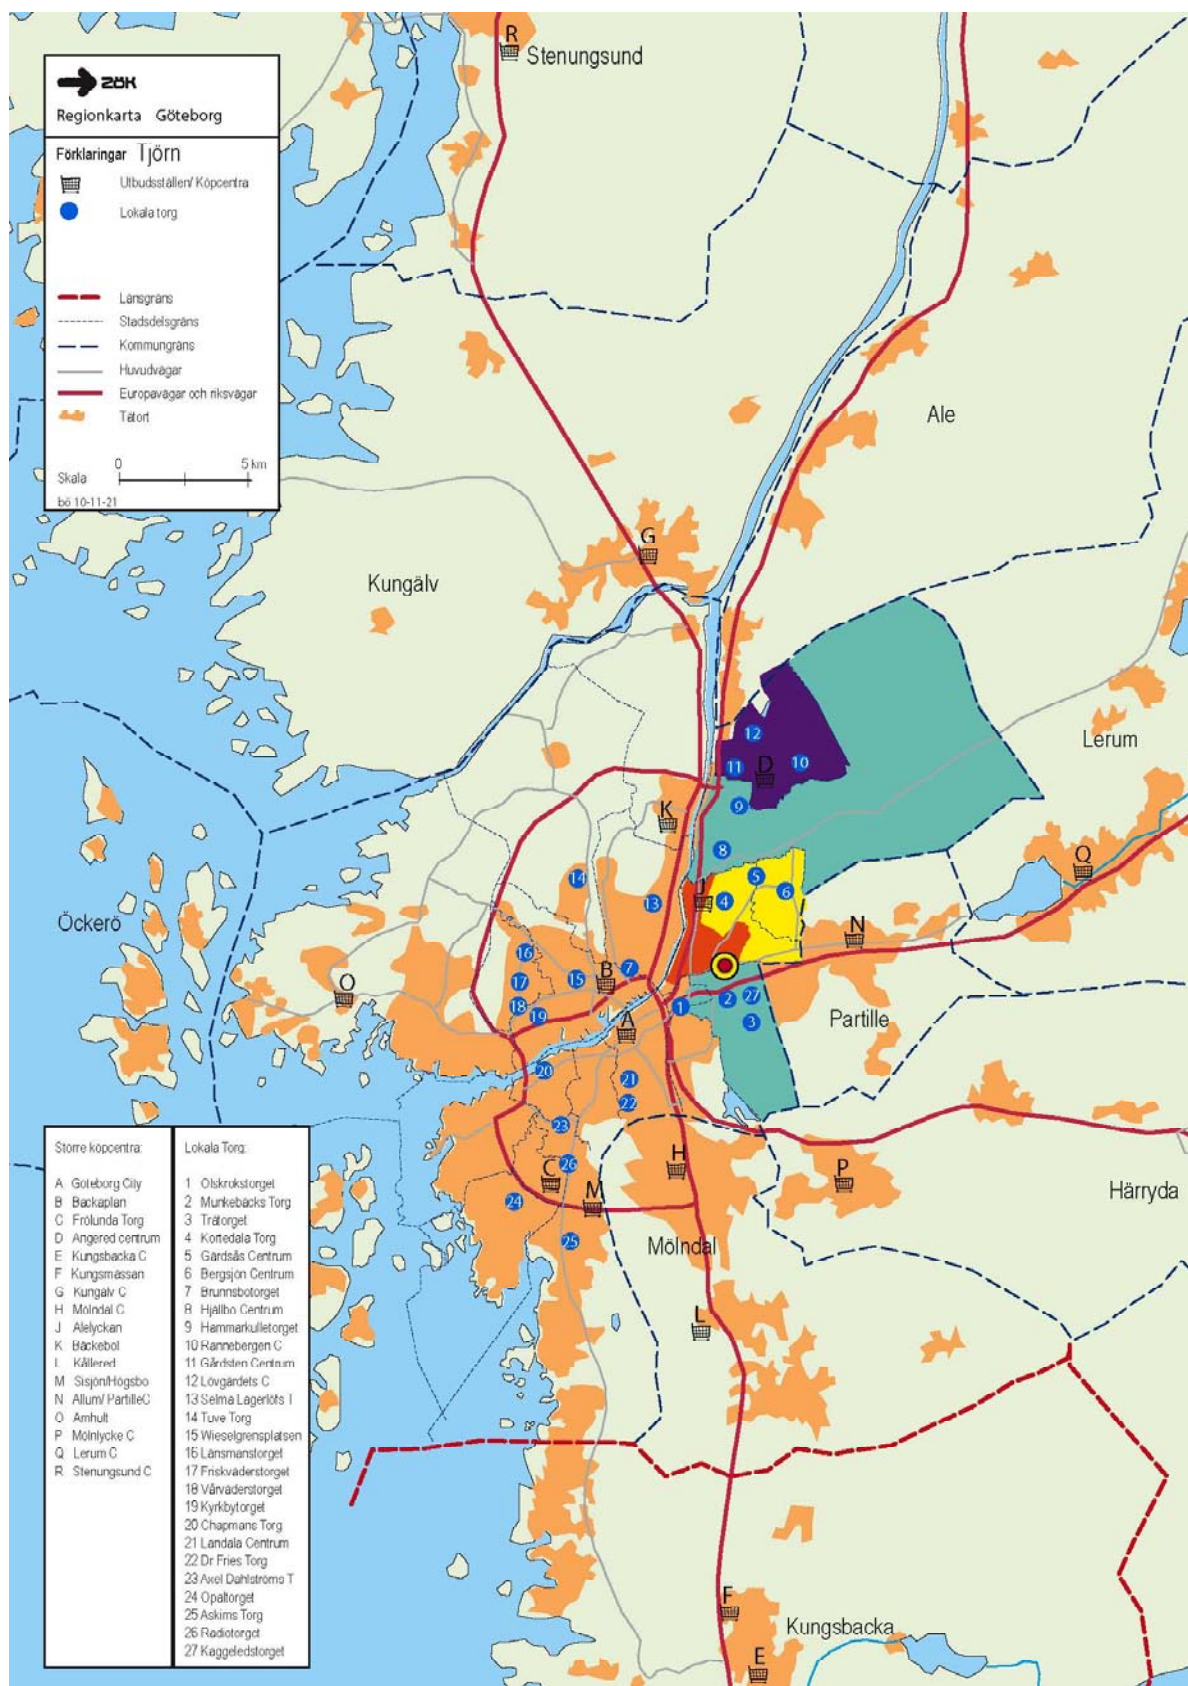 R
Stenungsund
ZÖK
Regionkarta Göteborg
Förklaringar Tjörn
Utbudsställen/ Köpcentra
Lokala torg
Länsgräns
Stadsdelsgräns
Kommungräns
Huvudvägar
Europavägar och riksvägar
Tätort
0 5 km
Skala
bö 10-11-21
Ale
G
Kungälv
12
Lerum
11 D 10
9
K
8
Q
14 5
J 6
13 4
Öckerö
N
16
B 7
17 15
O 2 27
18 1
19 A 3 Partille
20
21
22
23
H
26
C P
24 M
Härryda
25
Mölndal
L
F
Kungsbacka
E
Större köpcentra:
A Göteborg City
B Backaplan
C Frölunda Torg
D Angered centrum
E Kungsbacka C
F Kungsmässan
G Kungälv C
H Mölndal C
J Alelyckan
K Bäckebol
L Kållered
M Sisjön/Högsbo
N Allum/ PartilleC
O Amhult
P Mölnlycke C
Q Lerum C
R Stenungsund C
Lokala Torg:
1 Olskrokstorget
2 Munkebäcks Torg
3 Trätorget
4 Kortedala Torg
5 Gärdsås Centrum
6 Bergsjön Centrum
7 Brunnsbotorget
8 Hjällbo Centrum
9 Hammarkulletorget
10 Rannebergen C
11 Gårdsten Centrum
12 Lövgärdets C
13 Selma Lagerlöfs T
14 Tuve Torg
15 Wieselgrensplatsen
16 Länsmanstorget
17 Friskväderstorget
18 Vårväderstorget
19 Kyrkbytorget
20 Chapmans Torg
21 Landala Centrum
22 Dr Fries Torg
23 Axel Dahlströms T
24 Opaltorget
25 Askims Torg
26 Radiotorget
27 Kaggeledstorget